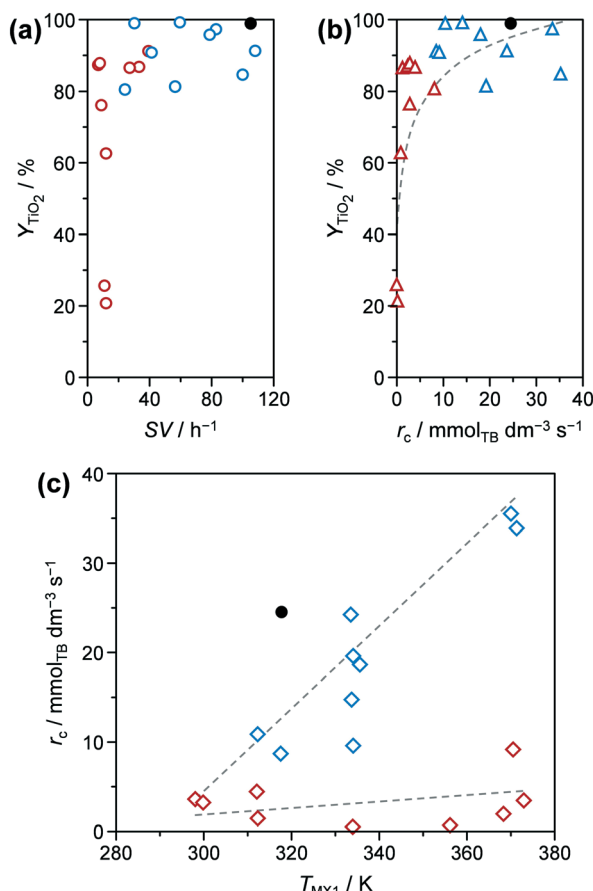 (a)
100
80
60
40
20
0
Y_TiO2 / %
0 40 80 120
SV / h⁻¹
(b)
100
80
60
40
20
0
Y_TiO2 / %
0 10 20 30 40
r_c / mmol_TB dm⁻³ s⁻¹
(c)
40
30
20
10
0
r_c / mmol_TB dm⁻³ s⁻¹
280 300 320 340 360 380
T_MX1 / K